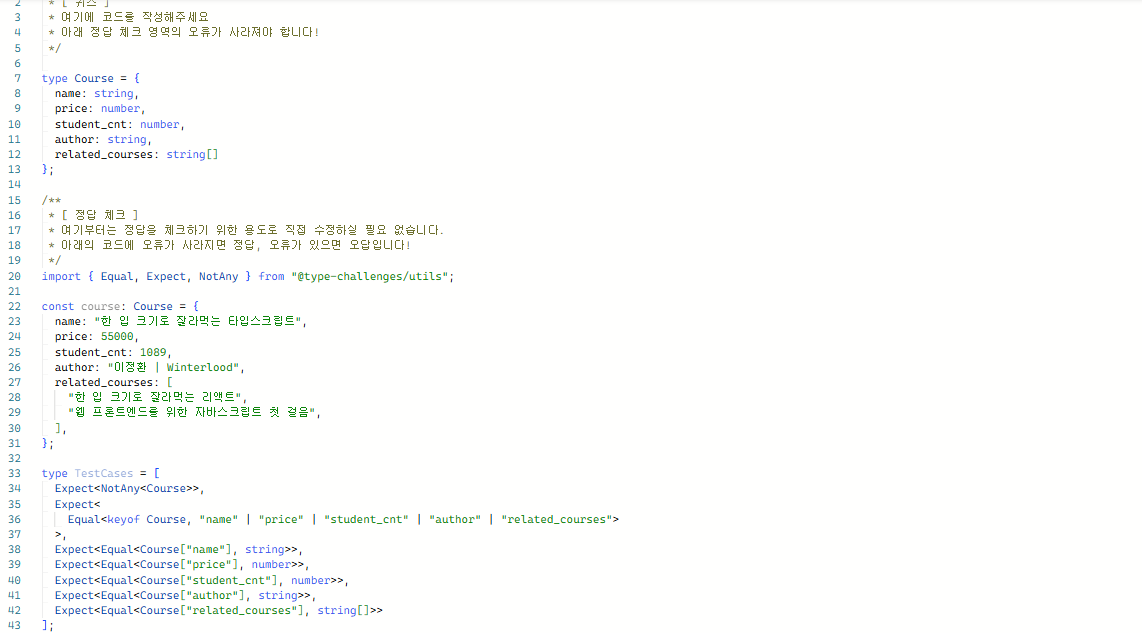 2 * [ 퀴즈 ]
3 * 여기에 코드를 작성해주세요
4 * 아래 정답 체크 영역의 오류가 사라져야 합니다!
5 */
6
7 type Course = {
8 name: string,
9 price: number,
10 student_cnt: number,
11 author: string,
12 related_courses: string[]
13 };
14
15 /**
16 * [ 정답 체크 ]
17 * 여기부터는 정답을 체크하기 위한 용도로 직접 수정하실 필요 없습니다.
18 * 아래의 코드에 오류가 사라지면 정답, 오류가 있으면 오답입니다!
19 */
20 import { Equal, Expect, NotAny } from "@type-challenges/utils";
21
22 const course: Course = {
23 name: "한 입 크기로 잘라먹는 타입스크립트",
24 price: 55000,
25 student_cnt: 1089,
26 author: "이정환 | Winterlood",
27 related_courses: [
28 "한 입 크기로 잘라먹는 리액트",
29 "웹 프론트엔드를 위한 자바스크립트 첫 걸음",
30 ],
31 };
32
33 type TestCases = [
34 Expect<NotAny<Course>>,
35 Expect<
36 Equal<keyof Course, "name" | "price" | "student_cnt" | "author" | "related_courses">
37 >,
38 Expect<Equal<Course["name"], string>>,
39 Expect<Equal<Course["price"], number>>,
40 Expect<Equal<Course["student_cnt"], number>>,
41 Expect<Equal<Course["author"], string>>,
42 Expect<Equal<Course["related_courses"], string[]>>
43 ];